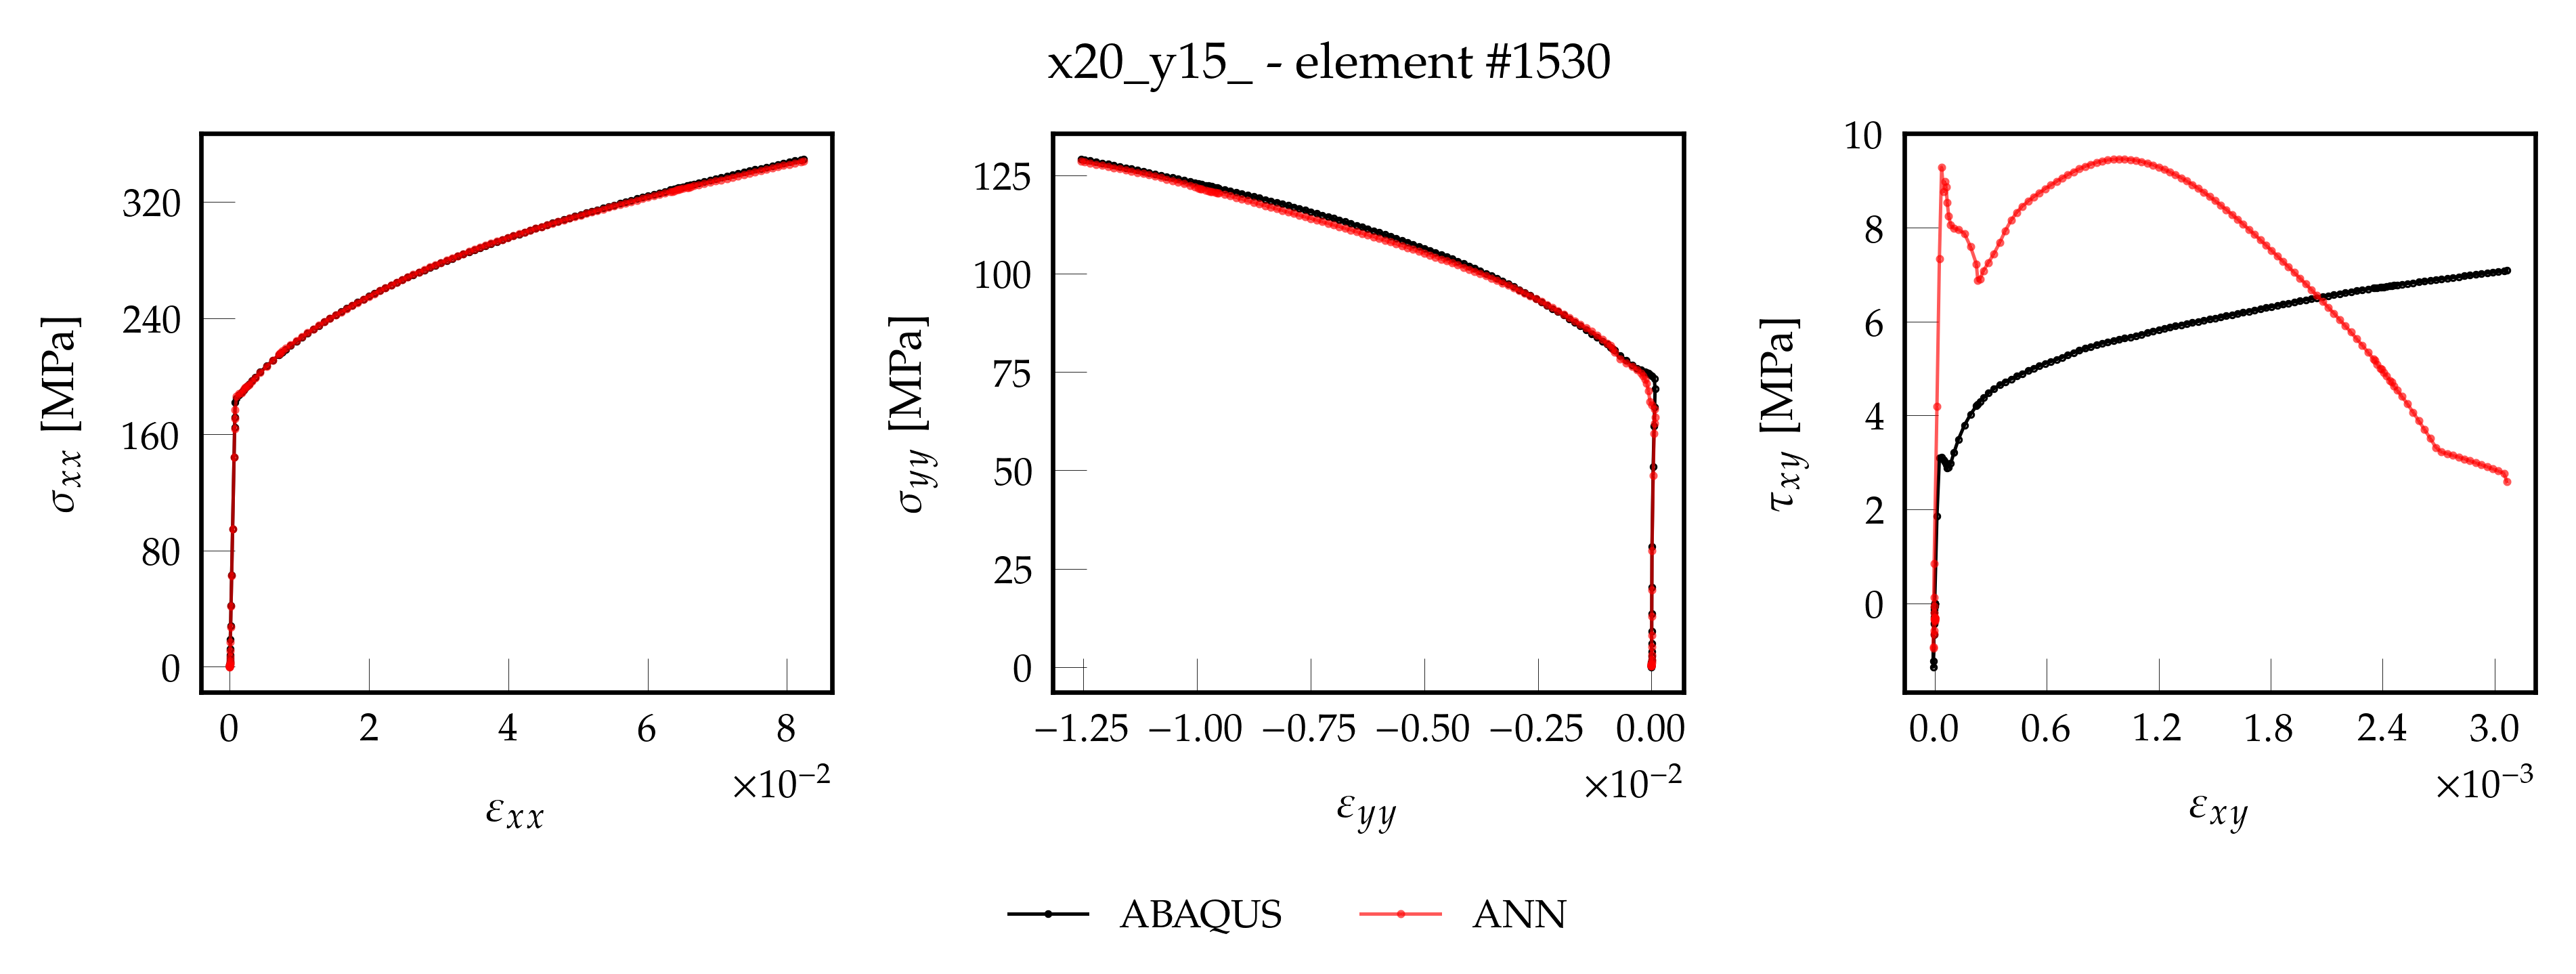 x20_y15_ - element #1530
σxx [MPa]
320
240
160
80
0
0 2 4 6 8
×10−2
εxx
σyy [MPa]
125
100
75
50
25
0
−1.25 −1.00 −0.75 −0.50 −0.25 0.00
×10−2
εyy
τxy [MPa]
10
8
6
4
2
0
0.0 0.6 1.2 1.8 2.4 3.0
×10−3
εxy
ABAQUS ANN